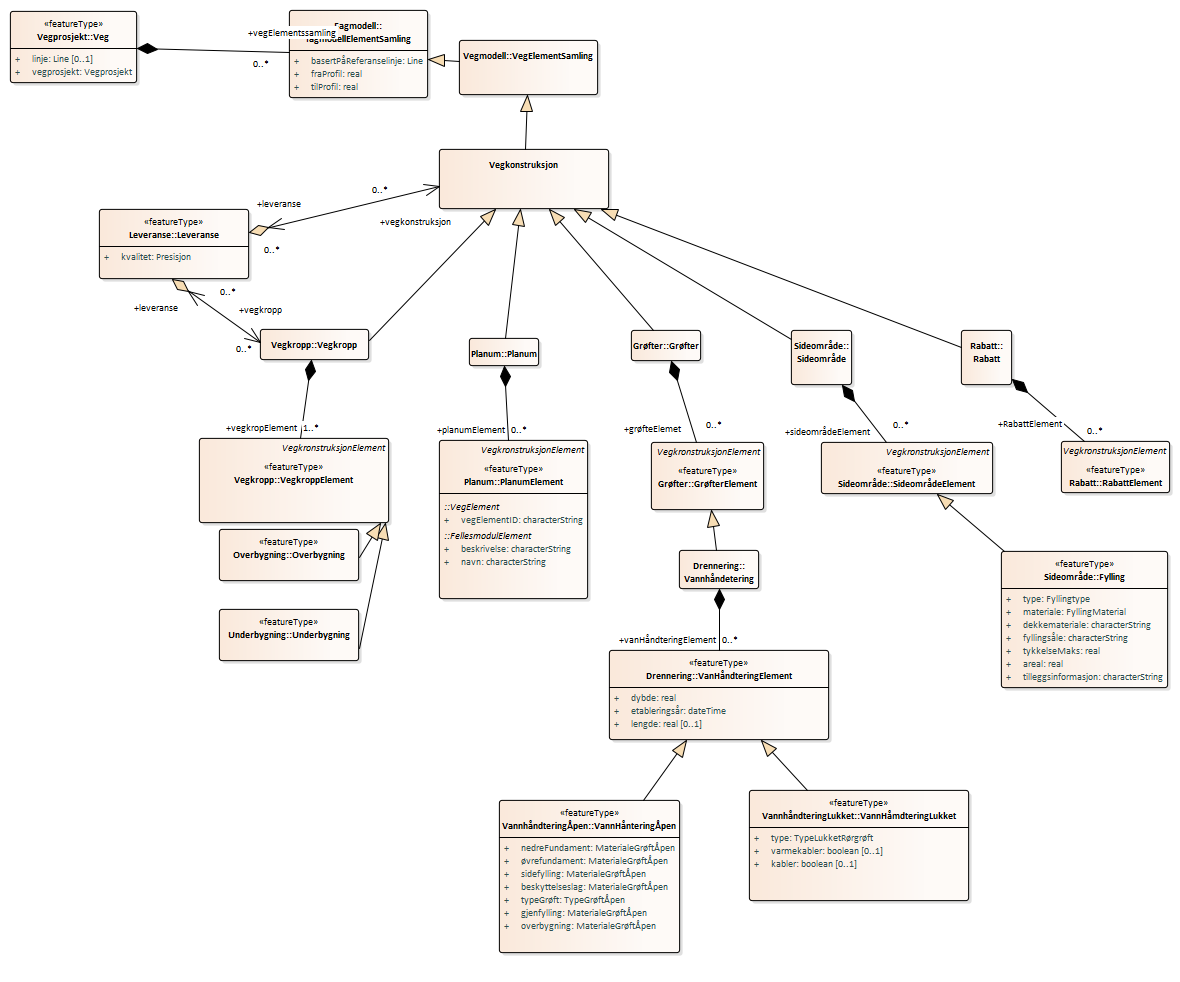 «featureType»
Vegprosjekt::Veg
+ linje: Line [0..1]
+ vegprosjekt: Vegprosjekt
+vegElementssamling
0..*
Fagmodell::
FagmodellElementSamling
+ basertPåReferanselinje: Line
+ fraProfil: real
+ tilProfil: real
Vegmodell::VegElementSamling
Vegkonstruksjon
0..*
+vegkonstruksjon
+leveranse
0..*
«featureType»
Leveranse::Leveranse
+ kvalitet: Presisjon
+leveranse
0..*
+vegkropp
0..*
Vegkropp::Vegkropp
Planum::Planum
Grøfter::Grøfter
Sideområde::
Sideområde
Rabatt::
Rabatt
+vegkropElement
1..*
+planumElement
0..*
+grøfteElemet
0..*
+sideområdeElement
0..*
+RabattElement
0..*
VegkronstruksjonElement
«featureType»
Vegkropp::VegkroppElement
VegkronstruksjonElement
«featureType»
Planum::PlanumElement
::VegElement
+ vegElementID: characterString
::FellesmodulElement
+ beskrivelse: characterString
+ navn: characterString
VegkronstruksjonElement
«featureType»
Grøfter::GrøfterElement
VegkronstruksjonElement
«featureType»
Sideområde::SideområdeElement
VegkronstruksjonElement
«featureType»
Rabatt::RabattElement
«featureType»
Overbygning::Overbygning
«featureType»
Underbygning::Underbygning
Drennering::
Vannhåndetering
+vanHåndteringElement
0..*
«featureType»
Sideområde::Fylling
+ type: Fyllingtype
+ materiale: FyllingMaterial
+ dekkemateriale: characterString
+ fyllingsåle: characterString
+ tykkelseMaks: real
+ areal: real
+ tilleggsinformasjon: characterString
«featureType»
Drennering::VanHåndteringElement
+ dybde: real
+ etableringsår: dateTime
+ lengde: real [0..1]
«featureType»
VannhåndteringÅpen::VannHånteringÅpen
+ nedreFundament: MaterialeGrøftÅpen
+ øvrefundament: MaterialeGrøftÅpen
+ sidefylling: MaterialeGrøftÅpen
+ beskyttelseslag: MaterialeGrøftÅpen
+ typeGrøft: TypeGrøftÅpen
+ gjenfylling: MaterialeGrøftÅpen
+ overbygning: MaterialeGrøftÅpen
«featureType»
VannhåndteringLukket::VannHåmdteringLukket
+ type: TypeLukketRørgrøft
+ varmekabler: boolean [0..1]
+ kabler: boolean [0..1]